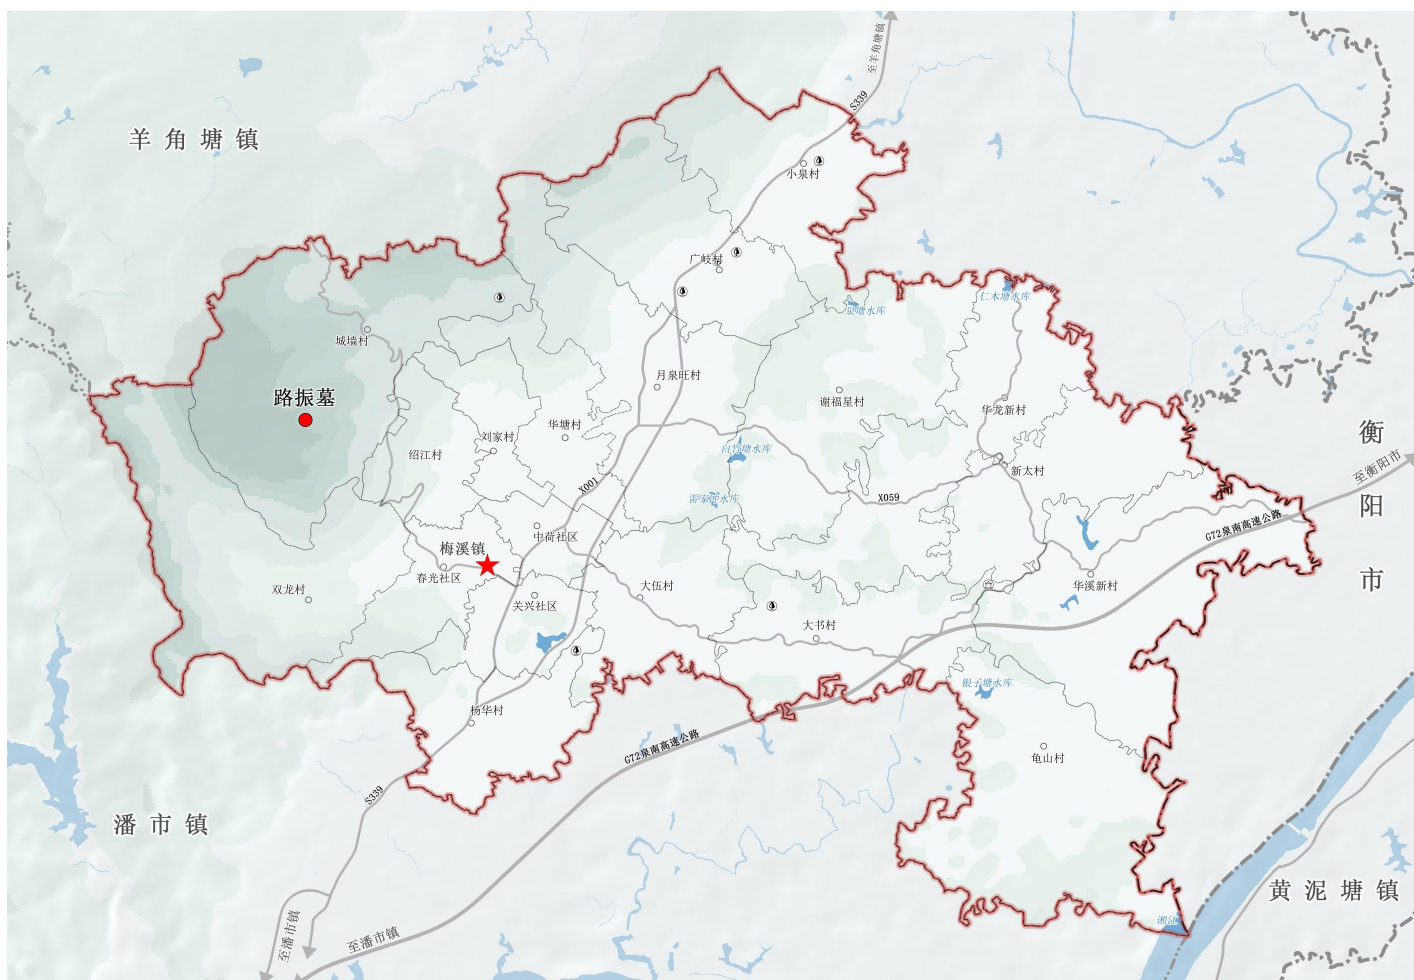 至羊角塘镇
S339
羊角塘镇
小泉村
广岐村
仁木塘水库
泉塘水库
城墙村
月泉旺村
路振墓
谢福星村
华龙新村
华塘村
刘家村
衡阳市
绍江村
白竹塘水库
至衡阳市
新太村
X001
雷家冲水库
X059
G72泉南高速公路
中荷社区
梅溪镇
春光社区
双龙村
大伍村
华溪新村
关兴社区
大书村
银子塘水库
杨华村
G72泉南高速公路
龟山村
S339
潘市镇
黄泥塘镇
湘江
至潘市镇
至潘市镇